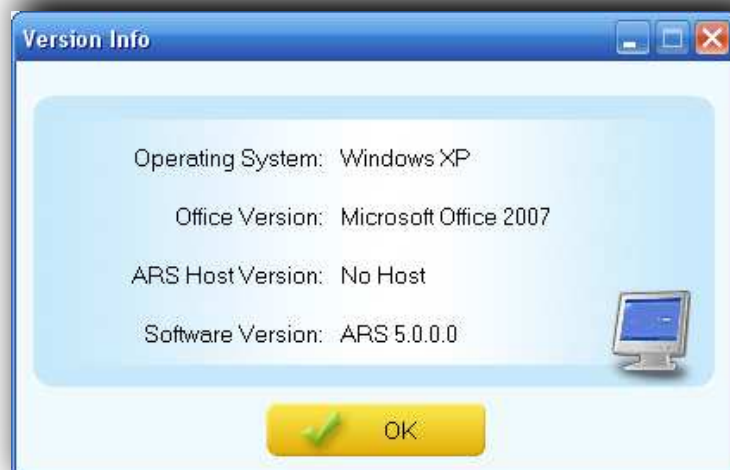 Version Info
Operating System: Windows XP
Office Version: Microsoft Office 2007
ARS Host Version: No Host
Software Version: ARS 5.0.0.0
OK